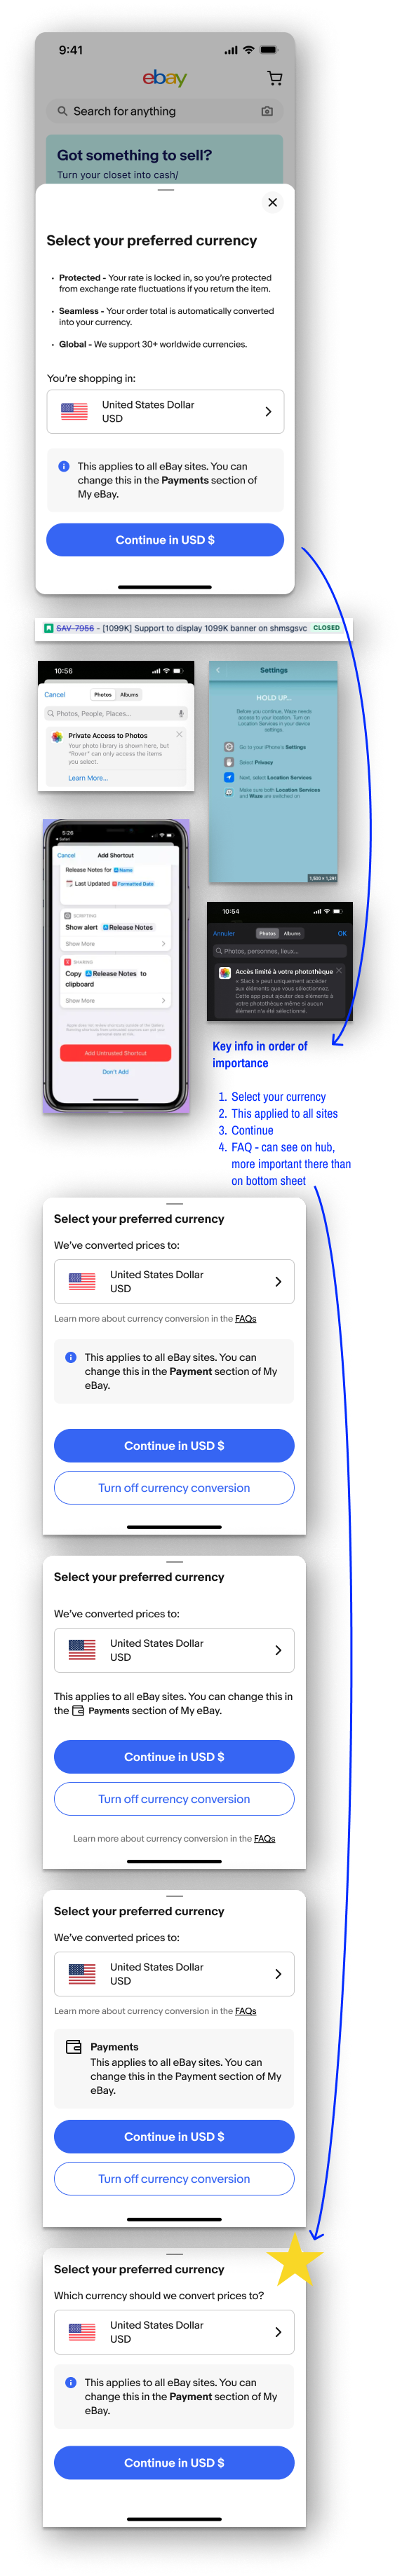 9:41
ebay
Search for anything
Got something to sell?
Turn your closet into cash/
Select your preferred currency
• Protected - Your rate is locked in, so you're protected
from exchange rate fluctuations if you return the item.
• Seamless - Your order total is automatically converted
into your currency.
• Global - We support 30+ worldwide currencies.
You're shopping in:
United States Dollar
USD
This applies to all eBay sites. You can
change this in the Payments section of
My eBay.
Continue in USD $
SAV-7956 - [1099K] Support to display 1099K banner on shmsgsvc CLOSED
10:56
Cancel Photos Albums
Photos, People, Places...
Private Access to Photos
Your photo library is shown here, but
"Rover" can only access the items
you select.
Learn More...
Settings
HOLD UP...
Before you continue, Waze needs
access to your location. Turn on
Location Services in your device
settings.
Go to your iPhone's Settings
Select Privacy
Next, select Location Services
Make sure both Location Services
and Waze are switched on
1,500 × 1,291
5:26
Safari
Cancel Add Shortcut
Release Notes for Name
Last Updated Formatted Date
SCRIPTING
Show alert Release Notes
Show More
SHARING
Copy Release Notes to
clipboard
Show More
Add Untrusted Shortcut
Don't Add
10:54
Annuler Photos Albums OK
Photos, personnes, lieux...
Accès limité à votre photothèque
« Slack » peut uniquement accéder
aux éléments que vous sélectionnez.
Cette app peut ajouter des éléments à
votre photothèque même si aucun
élément n'a été sélectionné.
Key info in order of
importance
1. Select your currency
2. This applied to all sites
3. Continue
4. FAQ - can see on hub,
more important there than
on bottom sheet
Select your preferred currency
We've converted prices to:
United States Dollar
USD
Learn more about currency conversion in the FAQs
This applies to all eBay sites. You can
change this in the Payment section of My
eBay.
Continue in USD $
Turn off currency conversion
Select your preferred currency
We've converted prices to:
United States Dollar
USD
This applies to all eBay sites. You can change this in
the Payments section of My eBay.
Continue in USD $
Turn off currency conversion
Learn more about currency conversion in the FAQs
Select your preferred currency
We've converted prices to:
United States Dollar
USD
Learn more about currency conversion in the FAQs
Payments
This applies to all eBay sites. You can
change this in the Payment section of My
eBay.
Continue in USD $
Turn off currency conversion
Select your preferred currency
Which currency should we convert prices to?
United States Dollar
USD
This applies to all eBay sites. You can
change this in the Payment section of My
eBay.
Continue in USD $